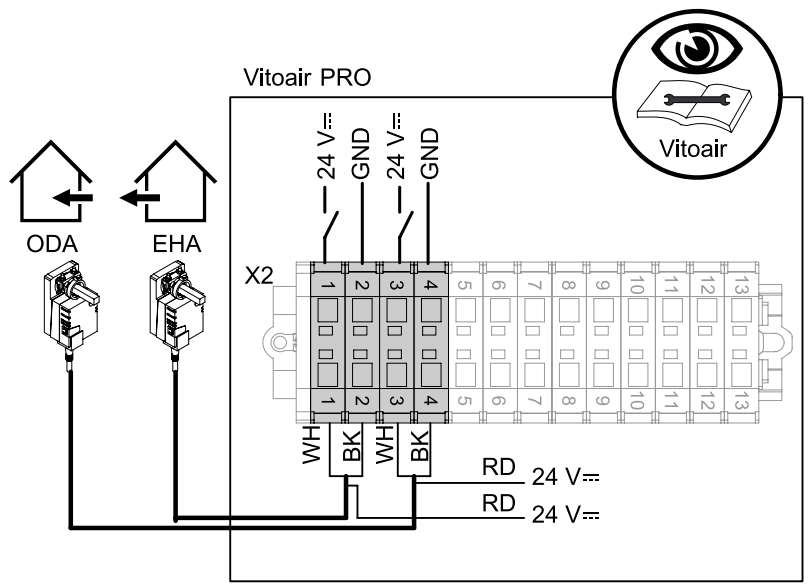 Vitoair PRO
Vitoair
24 V⎓ GND 24 V⎓ GND
ODA EHA
X2
1 2 3 4 5 6 7 8 9 10 11 12 13
1 2 3 4 5 6 7 8 9 10 11 12 13
WH BK WH BK
RD 24 V⎓
RD 24 V⎓